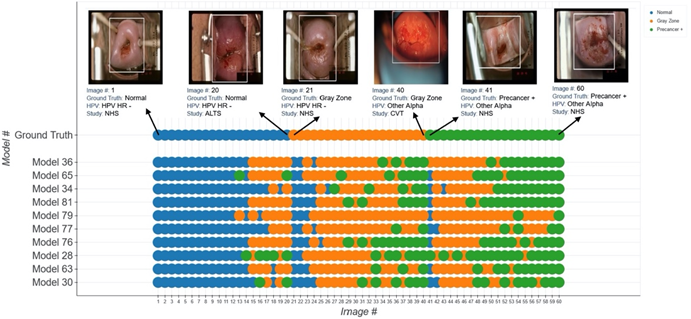 Normal
Gray Zone
Precancer +
Image #: 1
Ground Truth: Normal
HPV: HPV HR -
Study: NHS
Image #: 20
Ground Truth: Normal
HPV: HPV HR -
Study: ALTS
Image #: 21
Ground Truth: Gray Zone
HPV: HPV HR -
Study: NHS
Image #: 40
Ground Truth: Gray Zone
HPV: Other Alpha
Study: CVT
Image #: 41
Ground Truth: Precancer +
HPV: Other Alpha
Study: NHS
Image #: 60
Ground Truth: Precancer +
HPV: Other Alpha
Study: NHS
Model #
Ground Truth
Model 36
Model 65
Model 34
Model 81
Model 79
Model 77
Model 76
Model 28
Model 63
Model 30
1 2 3 4 5 6 7 8 9 10 11 12 13 14 15 16 17 18 19 20 21 22 23 24 25 26 27 28 29 30 31 32 33 34 35 36 37 38 39 40 41 42 43 44 45 46 47 48 49 50 51 52 53 54 55 56 57 58 59 60
Image #